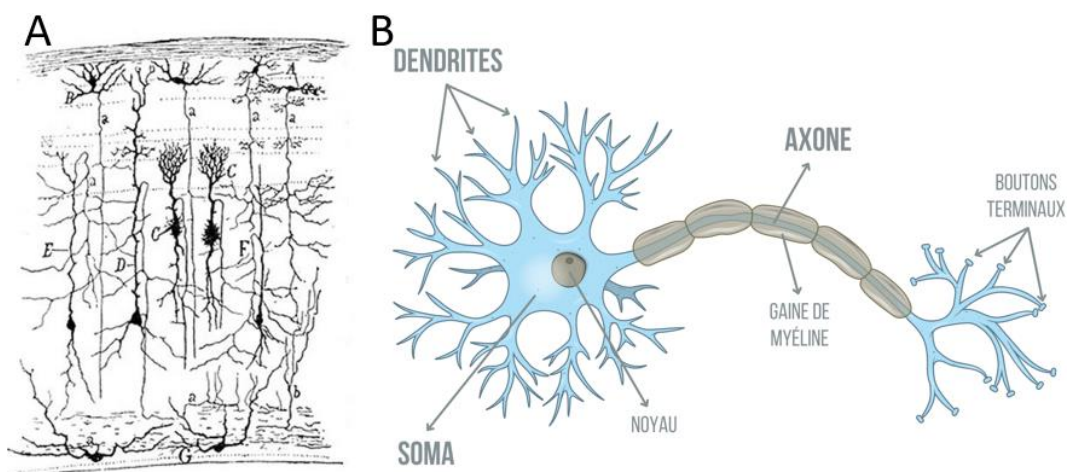 A
B
B
B
A
a
a
a
a
C
a
C
E
F
D
a
b
a
G
DENDRITES
AXONE
BOUTONS
TERMINAUX
GAINE DE
MYÉLINE
NOYAU
SOMA